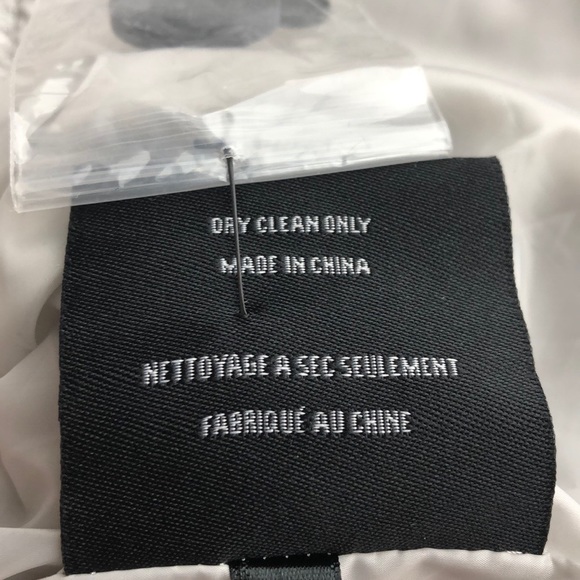 DRY CLEAN ONLY
MADE IN CHINA
NETTOYAGE A SEC SEULEMENT
FABRIQUÉ AU CHINE